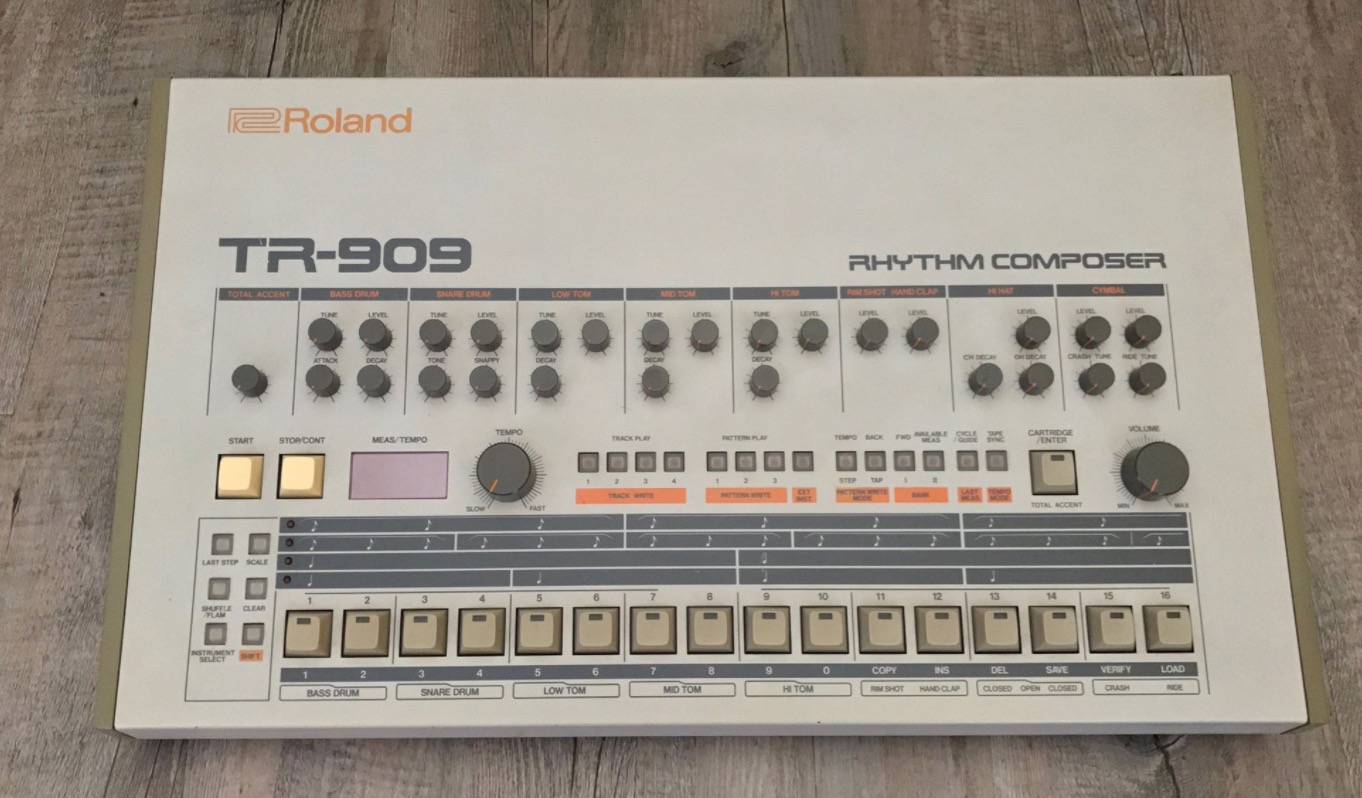 Roland
TR-909
RHYTHM COMPOSER
TOTAL ACCENT BASS DRUM SNARE DRUM LOW TOM MID TOM HI TOM RIM SHOT HAND CLAP HI HAT CYMBAL
TUNE LEVEL TUNE LEVEL TUNE LEVEL TUNE LEVEL TUNE LEVEL LEVEL LEVEL LEVEL LEVEL LEVEL
ATTACK DECAY TONE SNAPPY DECAY DECAY DECAY CH DECAY OH DECAY CRASH TUNE RIDE TUNE
START STOP/CONT MEAS/TEMPO TEMPO TRACK PLAY PATTERN PLAY TEMPO BACK FWD AVAILABLE MEAS CYCLE /GUIDE TAPE SYNC CARTRIDGE /ENTER VOLUME
1 2 3 4 1 2 3 STEP TAP I II
SLOW FAST TRACK WRITE PATTERN WRITE EXT INST PATTERN WRITE MODE BANK LAST MEAS TEMPO MODE TOTAL ACCENT MIN MAX
LAST STEP SCALE
SHUFFLE /FLAM CLEAR
INSTRUMENT SELECT SHIFT
1 2 3 4 5 6 7 8 9 10 11 12 13 14 15 16
1 2 3 4 5 6 7 8 9 0 COPY INS DEL SAVE VERIFY LOAD
BASS DRUM SNARE DRUM LOW TOM MID TOM HI TOM RIM SHOT HAND CLAP CLOSED OPEN CLOSED CRASH RIDE